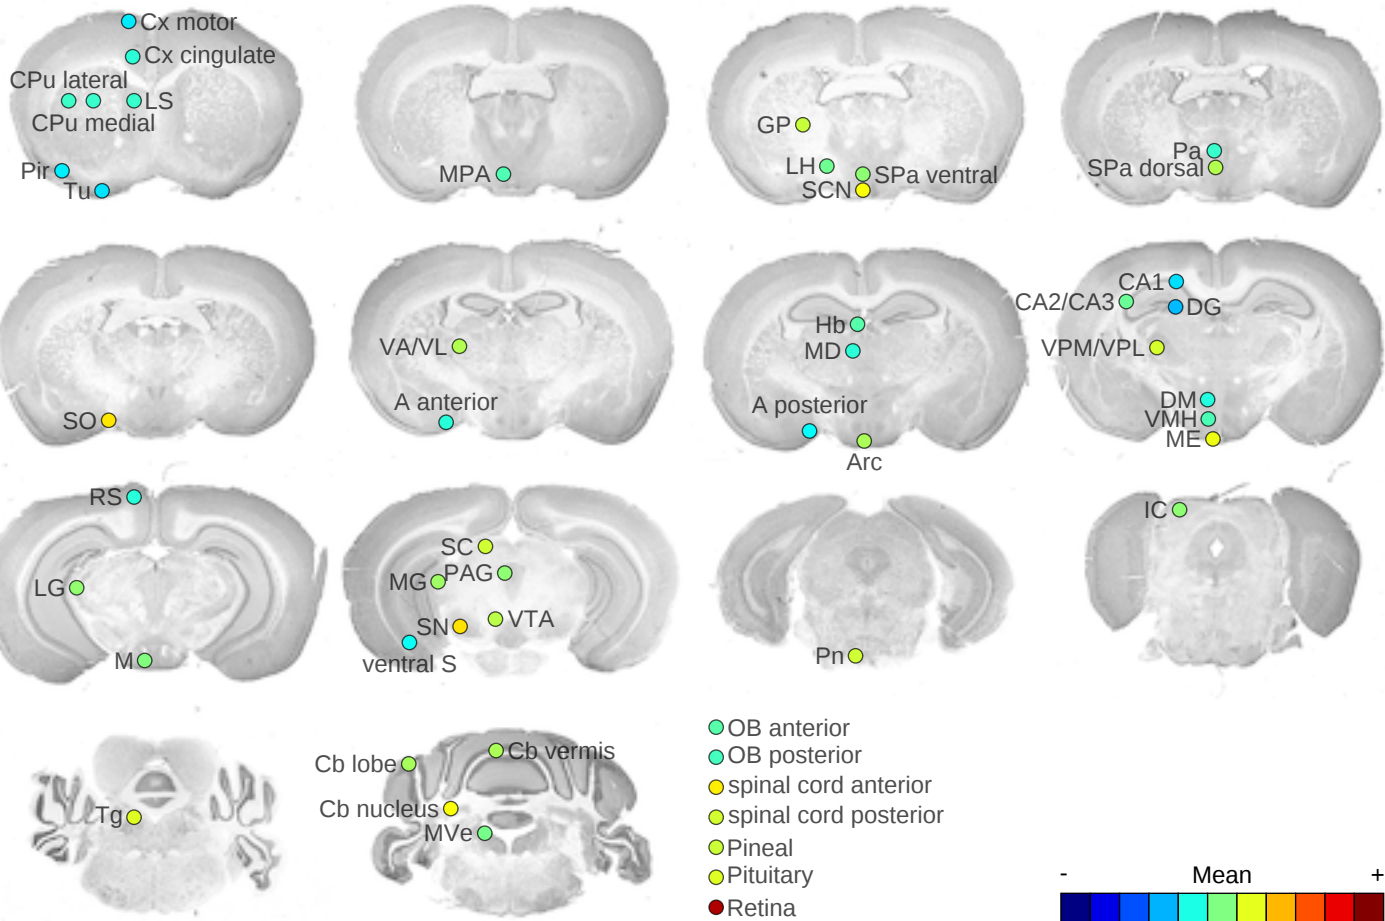 Cx motor
Cx cingulate
CPu lateral
LS
CPu medial
Pir
Tu
MPA
GP
LH
SPa ventral
SCN
Pa
SPa dorsal
SO
VA/VL
A anterior
Hb
MD
A posterior
Arc
CA1
CA2/CA3
DG
VPM/VPL
DM
VMH
ME
RS
LG
M
SC
MG
PAG
SN
VTA
ventral S
Pn
IC
Tg
Cb lobe
Cb vermis
Cb nucleus
MVe
OB anterior
OB posterior
spinal cord anterior
spinal cord posterior
Pineal
Pituitary
Retina
- Mean +